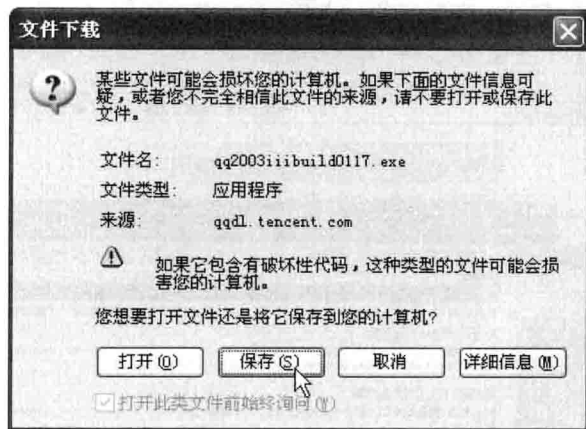 文件下载
某些文件可能会损坏您的计算机。如果下面的文件信息可
疑，或者您不完全相信此文件的来源，请不要打开或保存此
文件。
文件名： qq2003iiibuild0117.exe
文件类型： 应用程序
来源： qqdl.tencent.com
如果它包含有破坏性代码，这种类型的文件可能会损
害您的计算机。
您想要打开文件还是将它保存到您的计算机?
打开(O) 保存(S) 取消 详细信息(M)
打开此类文件前始终询问(W)